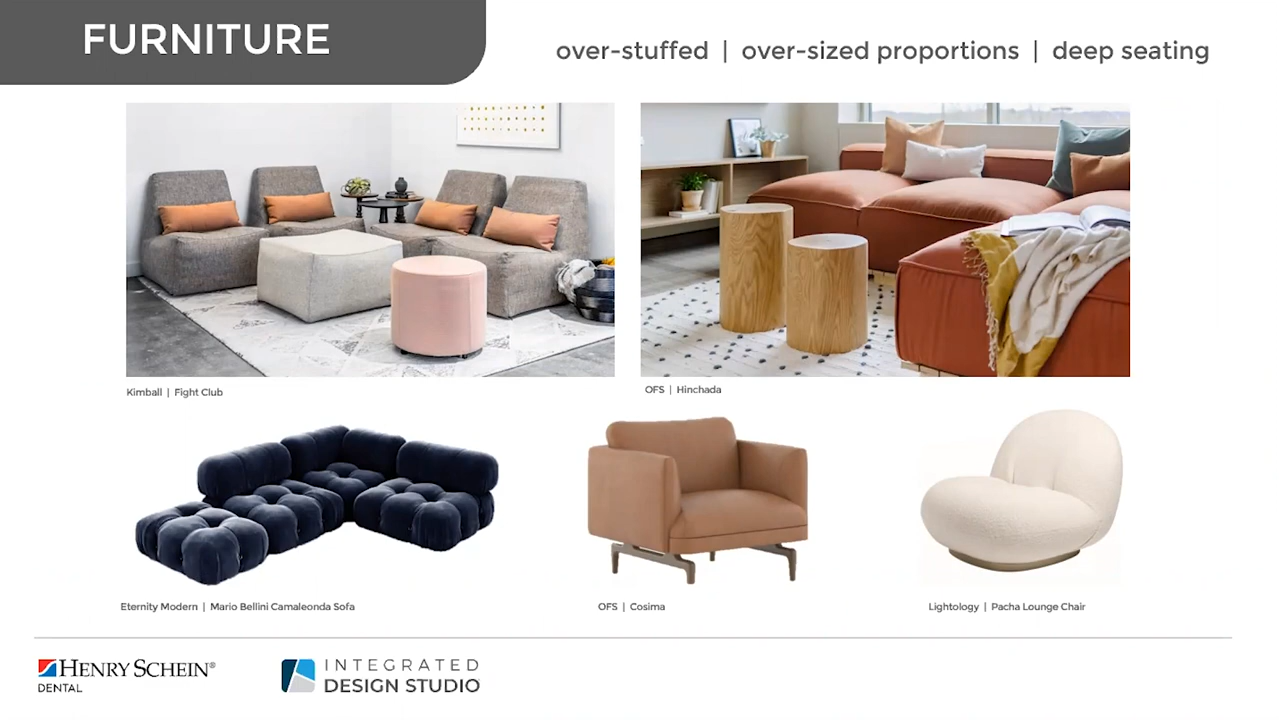 FURNITURE
over-stuffed | over-sized proportions | deep seating
Kimball | Fight Club
OFS | Hinchada
Eternity Modern | Mario Bellini Camaleonda Sofa
OFS | Cosima
Lightology | Pacha Lounge Chair
HENRY SCHEIN®
DENTAL
INTEGRATED
DESIGN STUDIO